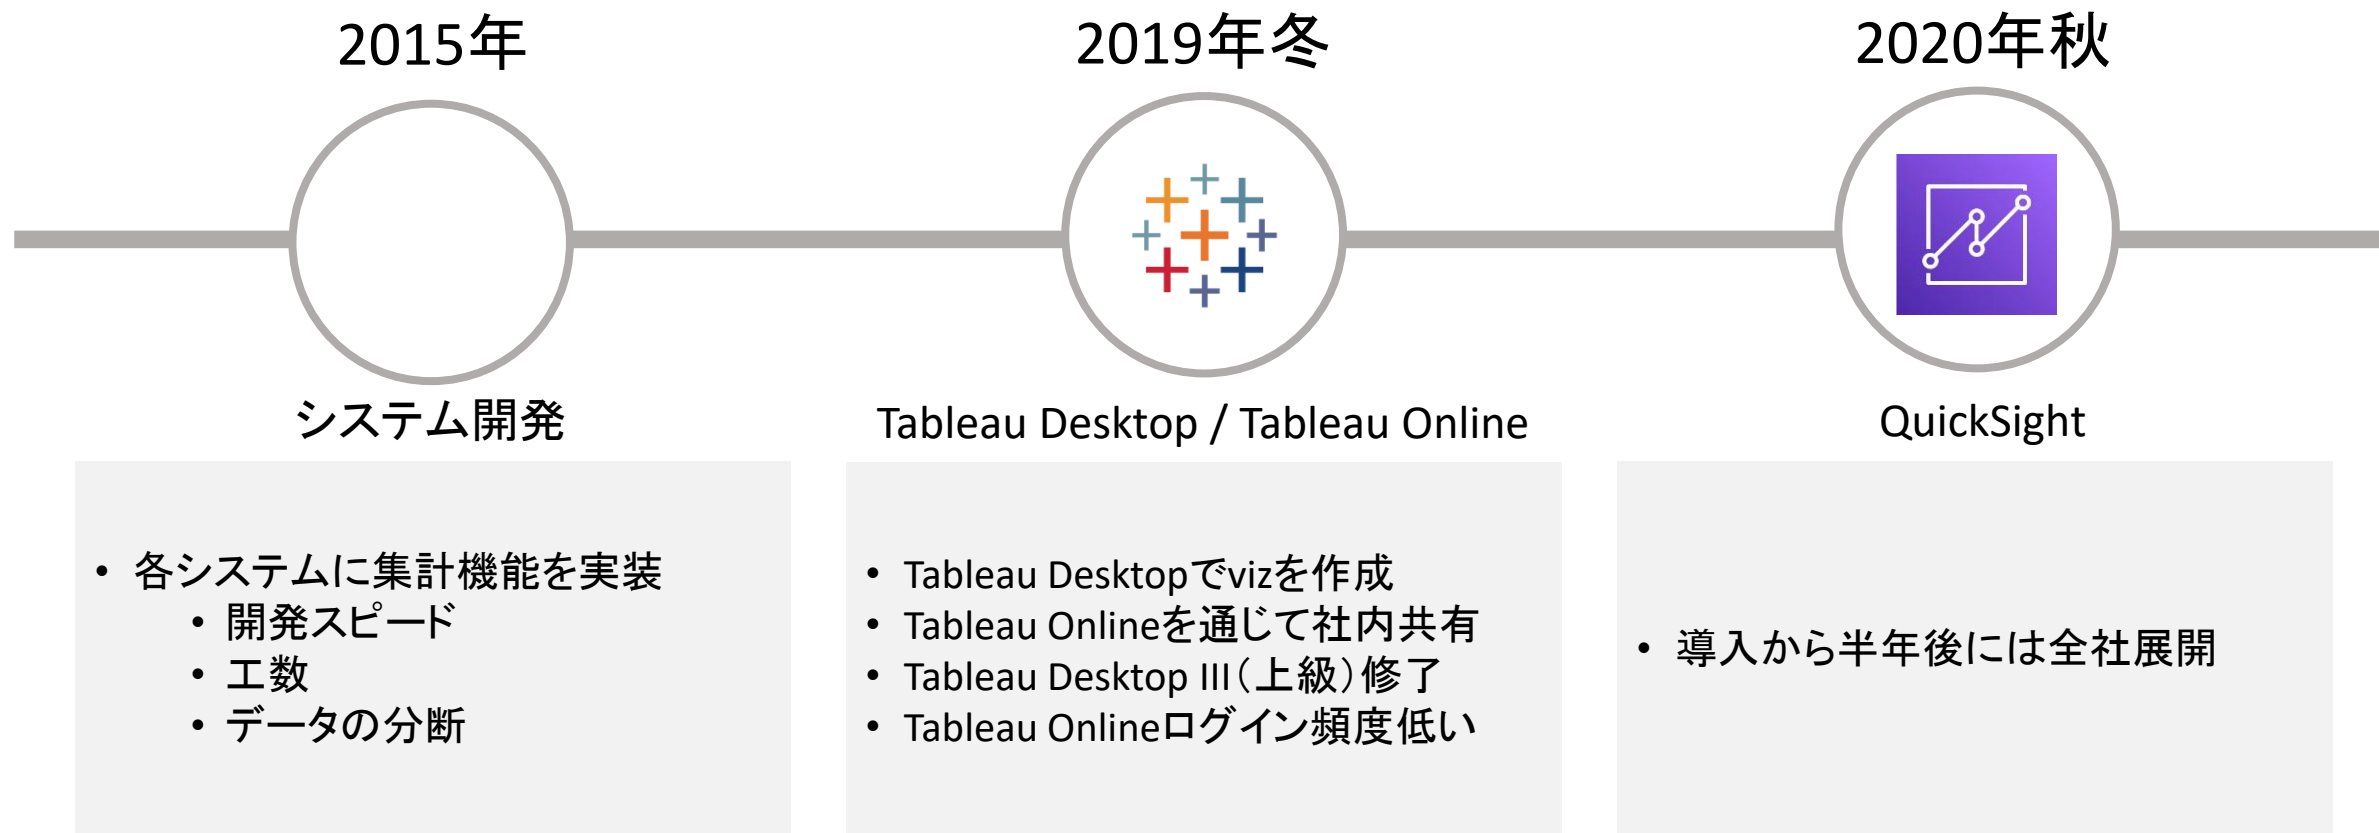 2015年
2019年冬
2020年秋
システム開発
Tableau Desktop / Tableau Online
QuickSight
• 各システムに集計機能を実装
• 開発スピード
• 工数
• データの分断
• Tableau Desktopでvizを作成
• Tableau Onlineを通じて社内共有
• Tableau Desktop III（上級）修了
• Tableau Onlineログイン頻度低い
• 導入から半年後には全社展開